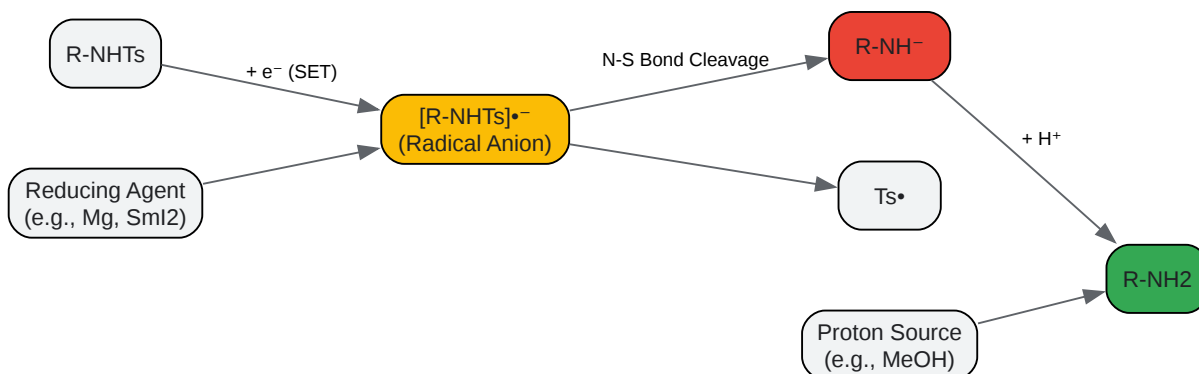 R-NHTs
+ e⁻ (SET)
Reducing Agent
(e.g., Mg, SmI2)
[R-NHTs]•⁻
(Radical Anion)
N-S Bond Cleavage
R-NH⁻
Ts•
+ H⁺
R-NH2
Proton Source
(e.g., MeOH)